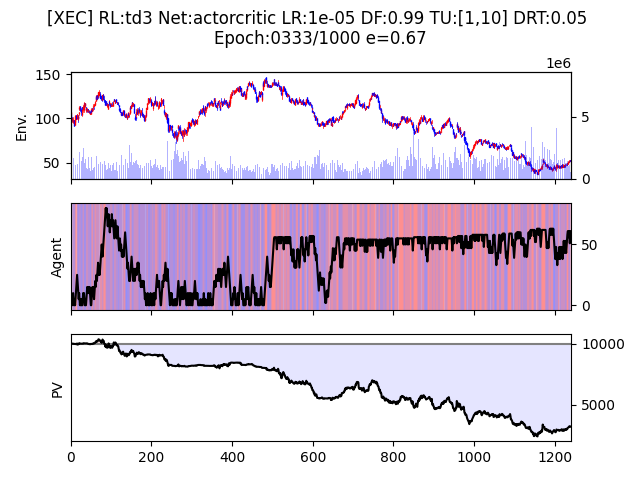 [XEC] RL:td3 Net:actorcritic LR:1e-05 DF:0.99 TU:[1,10] DRT:0.05
Epoch:0333/1000 e=0.67
1e6
150
100
50
Env.
5
0
Agent
50
0
PV
10000
5000
0 200 400 600 800 1000 1200